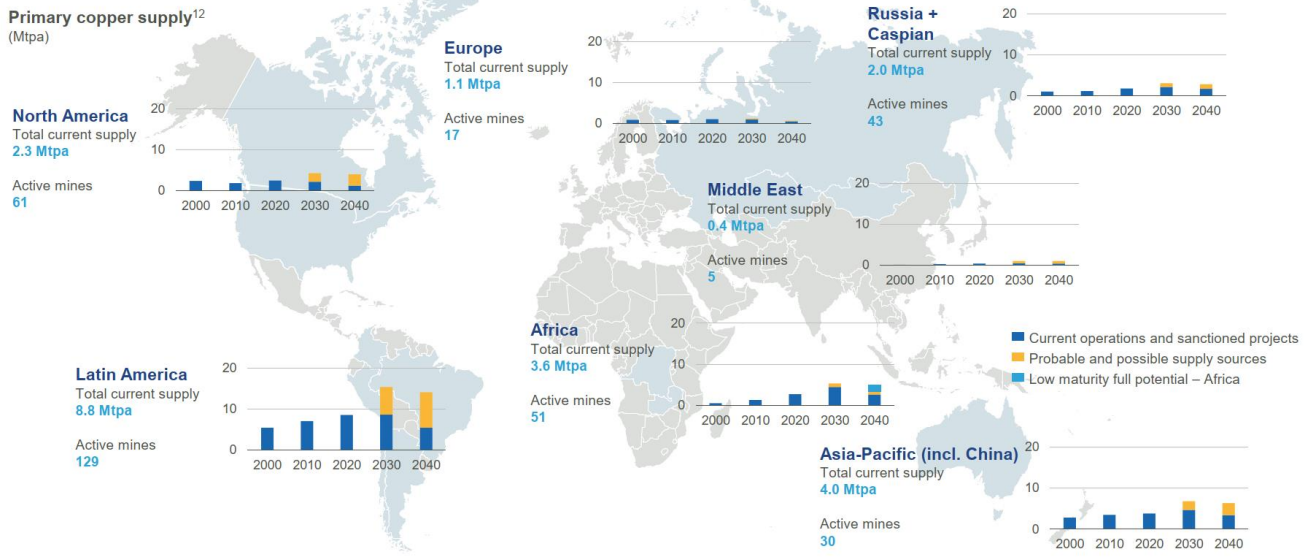 Primary copper supply12
(Mtpa)
North America
Total current supply
2.3 Mtpa
Active mines
61
20
10
0
2000 2010 2020 2030 2040
Europe
Total current supply
1.1 Mtpa
Active mines
17
20
10
0
2000 2010 2020 2030 2040
Russia +
Caspian
Total current supply
2.0 Mtpa
Active mines
43
20
10
0
2000 2010 2020 2030 2040
Middle East
Total current supply
0.4 Mtpa
Active mines
5
20
10
0
2000 2010 2020 2030 2040
Latin America
Total current supply
8.8 Mtpa
Active mines
129
20
10
0
2000 2010 2020 2030 2040
Africa
Total current supply
3.6 Mtpa
Active mines
51
20
10
0
2000 2010 2020 2030 2040
Current operations and sanctioned projects
Probable and possible supply sources
Low maturity full potential – Africa
Asia-Pacific (incl. China)
Total current supply
4.0 Mtpa
Active mines
30
20
10
0
2000 2010 2020 2030 2040